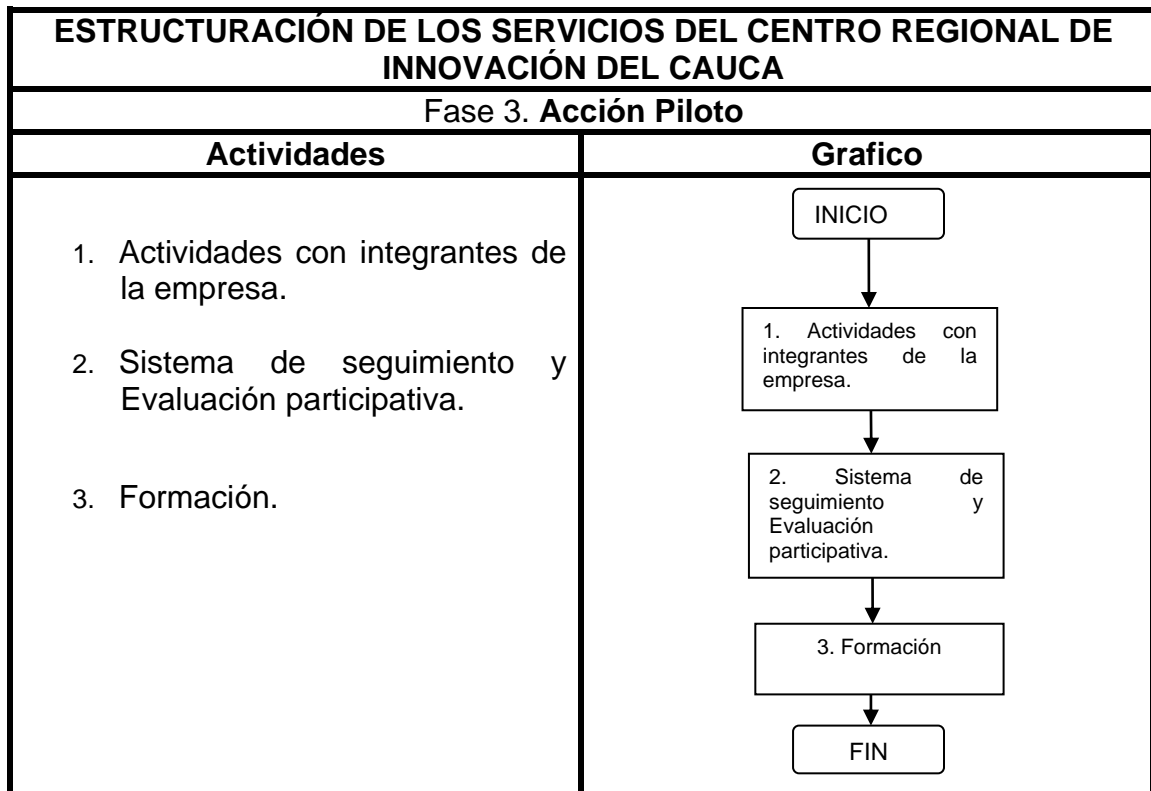 ESTRUCTURACIÓN DE LOS SERVICIOS DEL CENTRO REGIONAL DE
INNOVACIÓN DEL CAUCA
Fase 3. Acción Piloto
Actividades
Grafico
1. Actividades con integrantes de
la empresa.
2. Sistema de seguimiento y
Evaluación participativa.
3. Formación.
INICIO
1. Actividades con
integrantes de la
empresa.
2. Sistema de
seguimiento y
Evaluación
participativa.
3. Formación
FIN